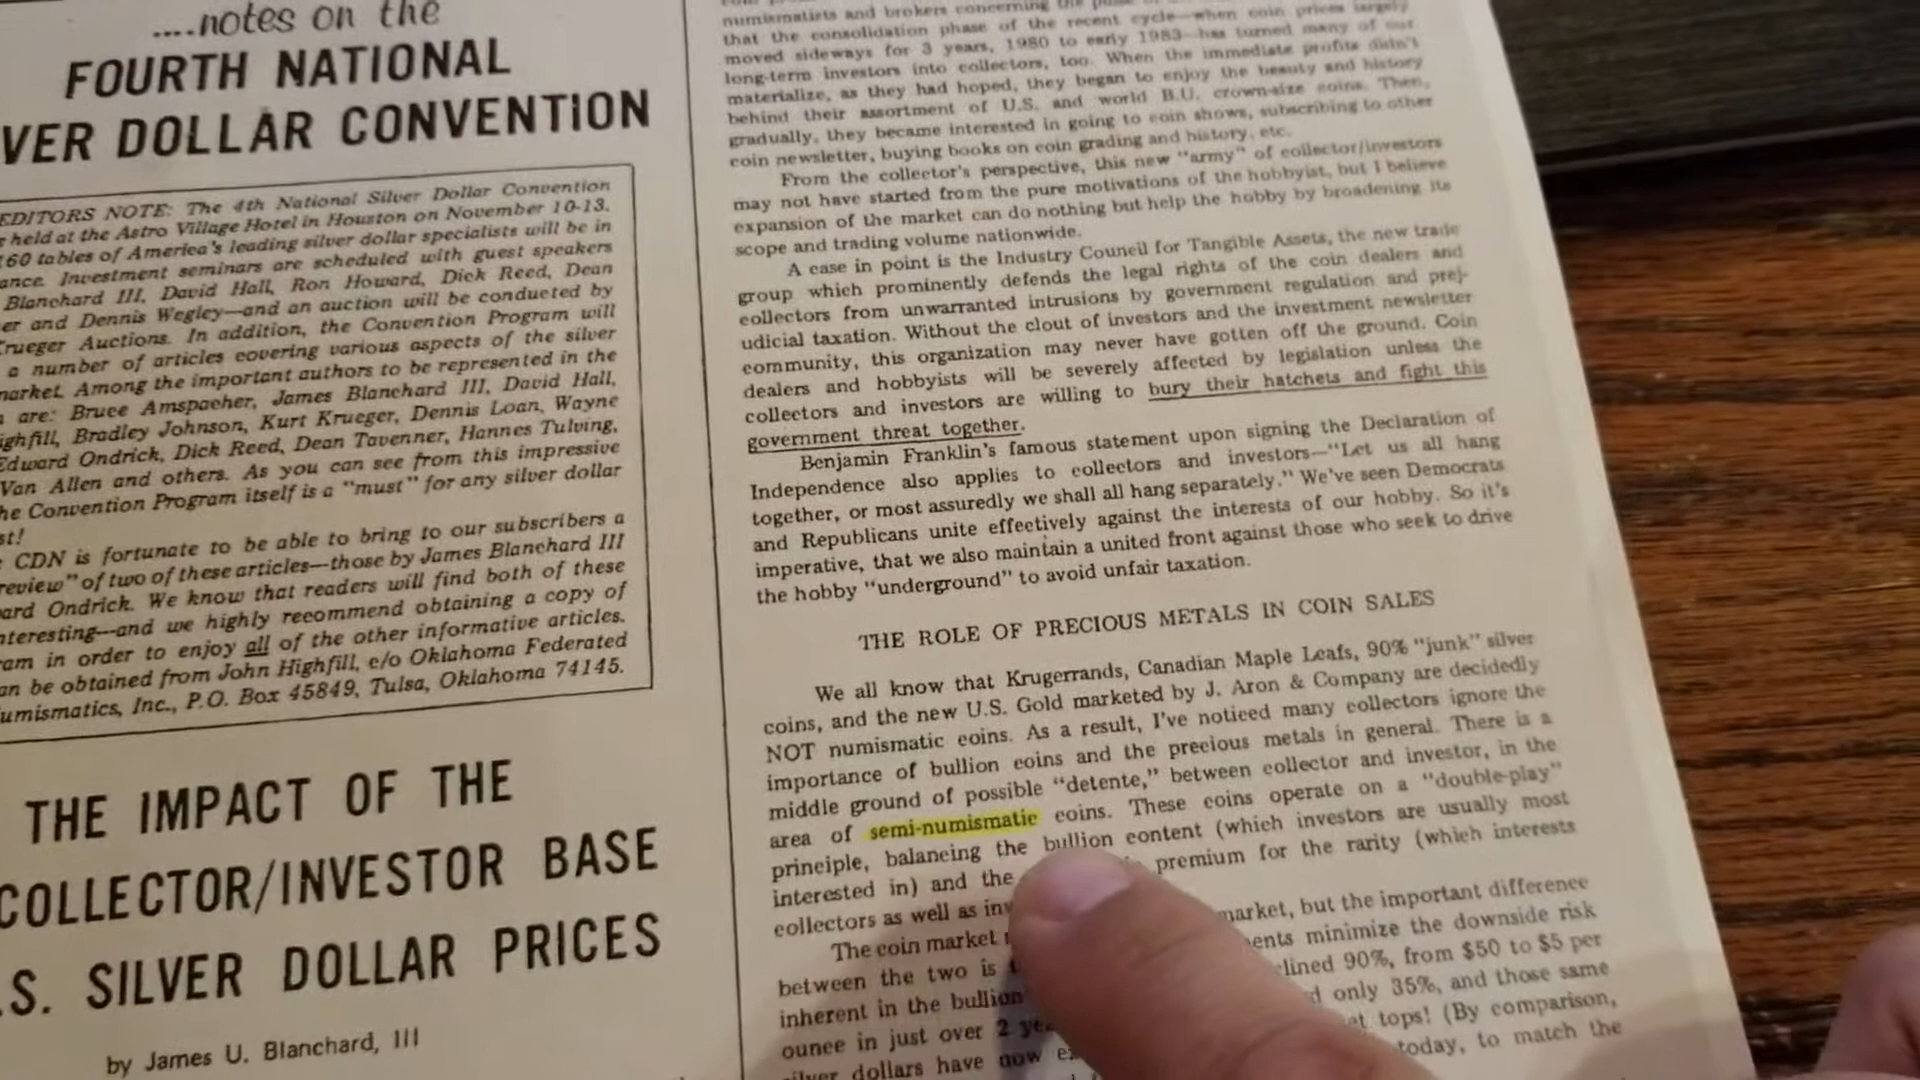 ....notes on the
FOURTH NATIONAL
VER DOLLAR CONVENTION
EDITORS NOTE: The 4th National Silver Dollar Convention
held at the Astro Village Hotel in Houston on November 10-13.
60 tables of America's leading silver dollar specialists will be in
ance. Investment seminars are scheduled with guest speakers
Blanchard III, David Hall, Ron Howard, Dick Reed, Dean
er and Dennis Wegley—and an auction will be conducted by
Krueger Auctions. In addition, the Convention Program will
a number of articles covering various aspects of the silver
market. Among the important authors to be represented in the
are: Bruce Amspacher, James Blanchard III, David Hall,
ighfill, Bradley Johnson, Kurt Krueger, Dennis Loan, Wayne
Edward Ondrick, Dick Reed, Dean Tavenner, Hannes Tulving,
Van Allen and others. As you can see from this impressive
he Convention Program itself is a "must" for any silver dollar
st!
CDN is fortunate to be able to bring to our subscribers a
review" of two of these articles—those by James Blanchard III
ard Ondrick. We know that readers will find both of these
nteresting—and we highly recommend obtaining a copy of
am in order to enjoy all of the other informative articles.
an be obtained from John Highfill, c/o Oklahoma Federated
umismatics, Inc., P.O. Box 45849, Tulsa, Oklahoma 74145.
THE IMPACT OF THE
COLLECTOR/INVESTOR BASE
.S. SILVER DOLLAR PRICES
by James U. Blanchard, III
numismatists and brokers concerning the
that the consolidation phase of the recent cycle—when coin prices largely
moved sideways for 3 years, 1980 to early 1983—has turned many of our
long-term investors into collectors, too. When the immediate profits didn't
materialize, as they had hoped, they began to enjoy the beauty and history
behind their assortment of U.S. and world B.U. crown-size coins. Then,
gradually, they became interested in going to coin shows, subscribing to other
coin newsletter, buying books on coin grading and history, etc.
From the collector's perspective, this new "army" of collector/investors
may not have started from the pure motivations of the hobbyist, but I believe
expansion of the market can do nothing but help the hobby by broadening its
scope and trading volume nationwide.
A case in point is the Industry Council for Tangible Assets, the new trade
group which prominently defends the legal rights of the coin dealers and
collectors from unwarranted intrusions by government regulation and prej-
udicial taxation. Without the clout of investors and the investment newsletter
community, this organization may never have gotten off the ground. Coin
dealers and hobbyists will be severely affected by legislation unless the
collectors and investors are willing to bury their hatchets and fight this
government threat together.
Benjamin Franklin's famous statement upon signing the Declaration of
Independence also applies to collectors and investors—"Let us all hang
together, or most assuredly we shall all hang separately." We've seen Democrats
and Republicans unite effectively against the interests of our hobby. So it's
imperative, that we also maintain a united front against those who seek to drive
the hobby "underground" to avoid unfair taxation.
THE ROLE OF PRECIOUS METALS IN COIN SALES
We all know that Krugerrands, Canadian Maple Leafs, 90% "junk" silver
coins, and the new U.S. Gold marketed by J. Aron & Company are decidedly
NOT numismatic coins. As a result, I've noticed many collectors ignore the
importance of bullion coins and the precious metals in general. There is a
middle ground of possible "detente," between collector and investor, in the
area of semi-numismatic coins. These coins operate on a "double-play"
principle, balancing the bullion content (which investors are usually most
interested in) and the premium for the rarity (which interests
collectors as well as inv
The coin market market, but the important difference
between the two is ents minimize the downside risk
inherent in the bullion lined 90%, from $50 to $5 per
ounce in just over 2 ye d only 35%, and those same
silver dollars have now ex et tops! (By comparison,
today, to match the